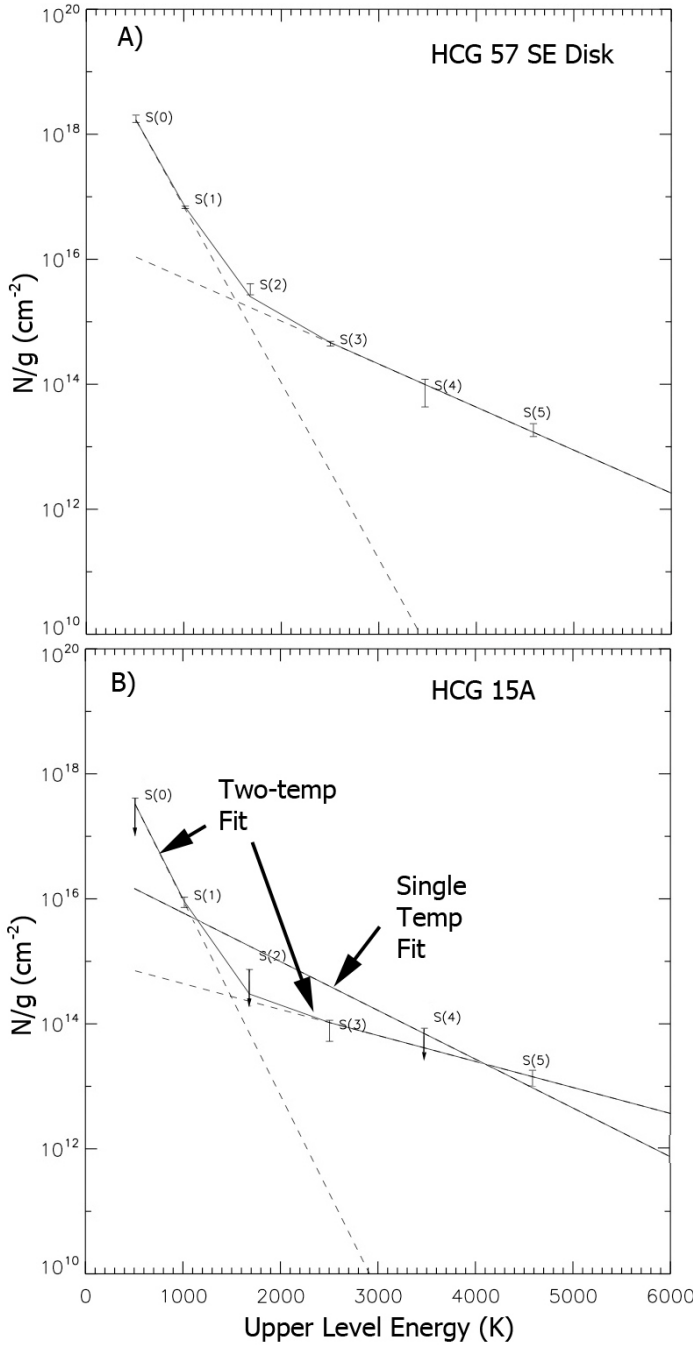 A)
HCG 57 SE Disk
10^20
10^18
10^16
10^14
10^12
10^10
N/g (cm^-2)
S(0)
S(1)
S(2)
S(3)
S(4)
S(5)
B)
HCG 15A
10^20
10^18
10^16
10^14
10^12
10^10
N/g (cm^-2)
S(0)
Two-temp
Fit
S(1)
Single
Temp
Fit
S(2)
S(3)
S(4)
S(5)
0 1000 2000 3000 4000 5000 6000
Upper Level Energy (K)